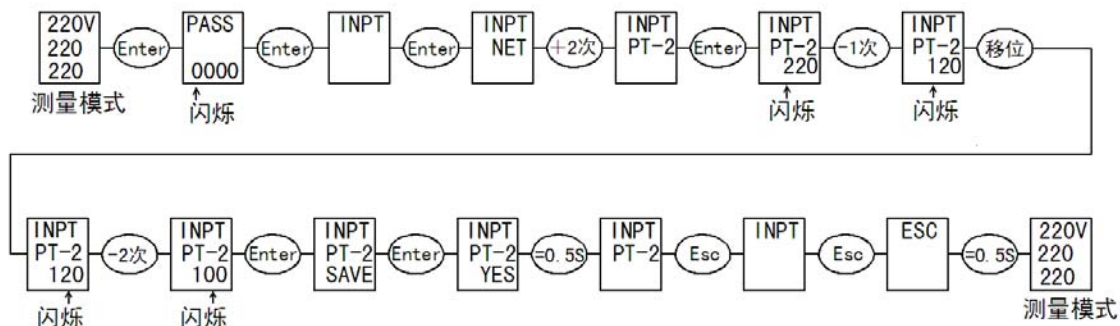 220V
220
220
测量模式
Enter
PASS
0000
闪烁
Enter
INPT
Enter
INPT
NET
+2次
INPT
PT-2
Enter
INPT
PT-2
220
闪烁
-1次
INPT
PT-2
120
闪烁
移位
INPT
PT-2
120
闪烁
-2次
INPT
PT-2
100
闪烁
Enter
INPT
PT-2
SAVE
Enter
INPT
PT-2
YES
=0.5S
INPT
PT-2
Esc
INPT
Esc
ESC
=0.5S
220V
220
220
测量模式